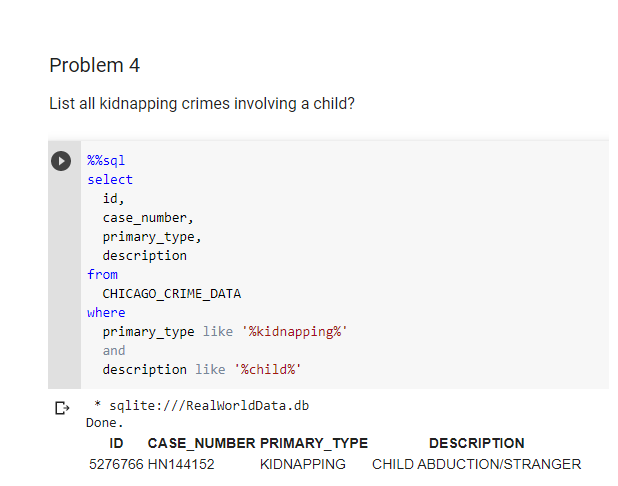 Problem 4
List all kidnapping crimes involving a child?
%%sql
select
id,
case_number,
primary_type,
description
from
CHICAGO_CRIME_DATA
where
primary_type like '%kidnapping%'
and
description like '%child%'
* sqlite:///RealWorldData.db
Done.
ID CASE_NUMBER PRIMARY_TYPE DESCRIPTION
5276766 HN144152 KIDNAPPING CHILD ABDUCTION/STRANGER